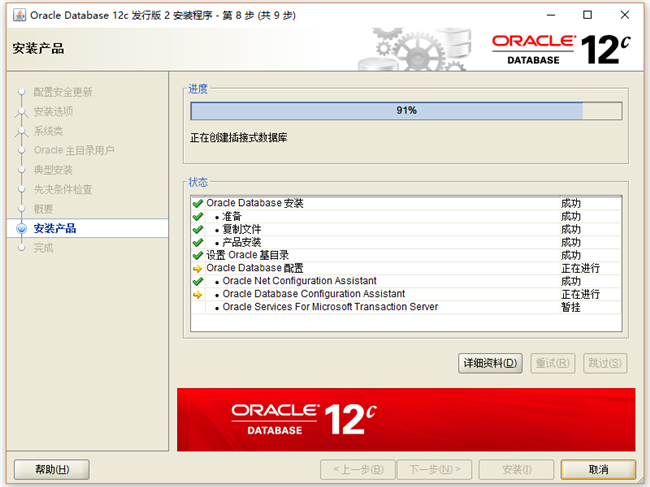 Oracle Database 12c 发行版 2 安装程序 - 第 8 步 (共 9 步)
安装产品
ORACLE
DATABASE
12c
配置安全更新
安装选项
系统类
Oracle 主目录用户
典型安装
先决条件检查
概要
安装产品
完成
进度
91%
正在创建插接式数据库
状态
Oracle Database 安装 成功
• 准备 成功
• 复制文件 成功
• 产品安装 成功
设置 Oracle 基目录 成功
Oracle Database 配置 正在进行
• Oracle Net Configuration Assistant 成功
• Oracle Database Configuration Assistant 正在进行
• Oracle Services For Microsoft Transaction Server 暂挂
详细资料(D) 重试(R) 跳过(S)
ORACLE
DATABASE
12c
帮助(H) <上一步(B) 下一步(N)> 安装(I) 取消